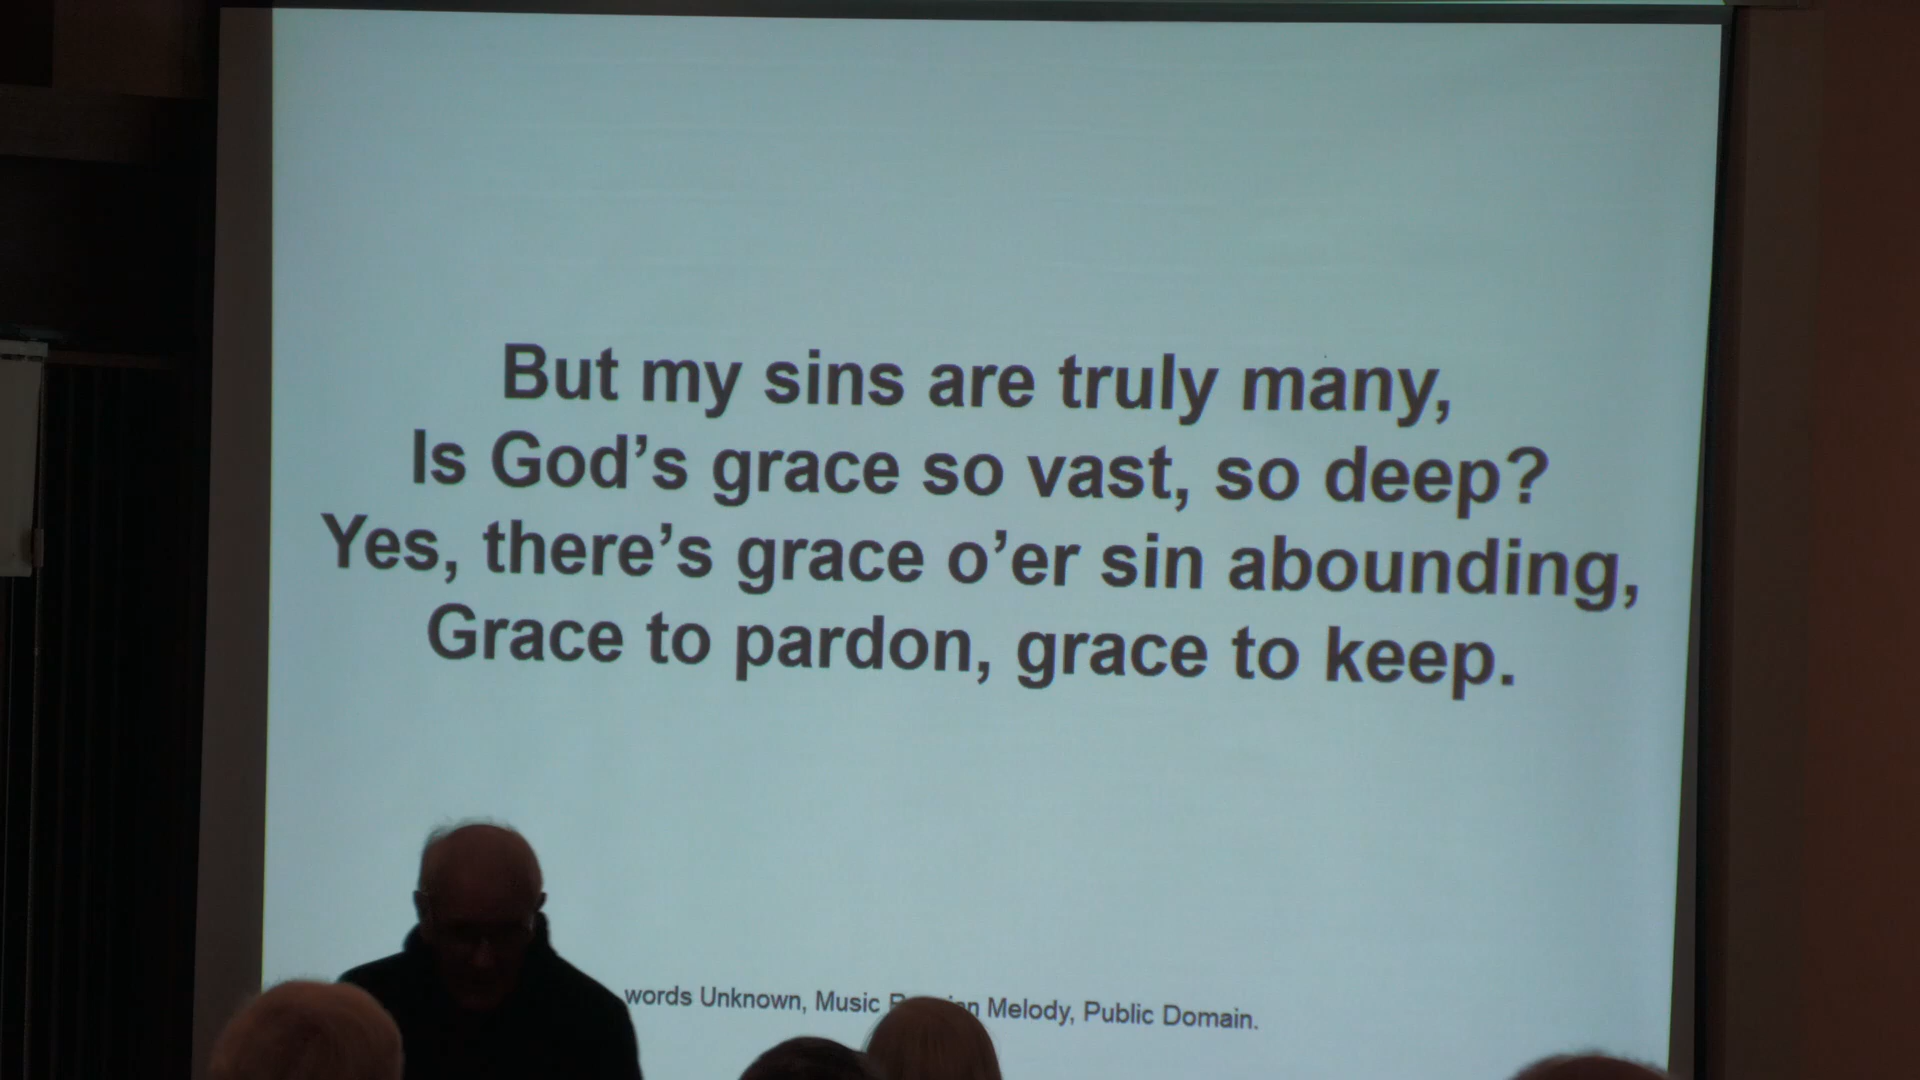 But my sins are truly many,
Is God’s grace so vast, so deep?
Yes, there’s grace o’er sin abounding,
Grace to pardon, grace to keep.
words Unknown, Music Melody, Public Domain.